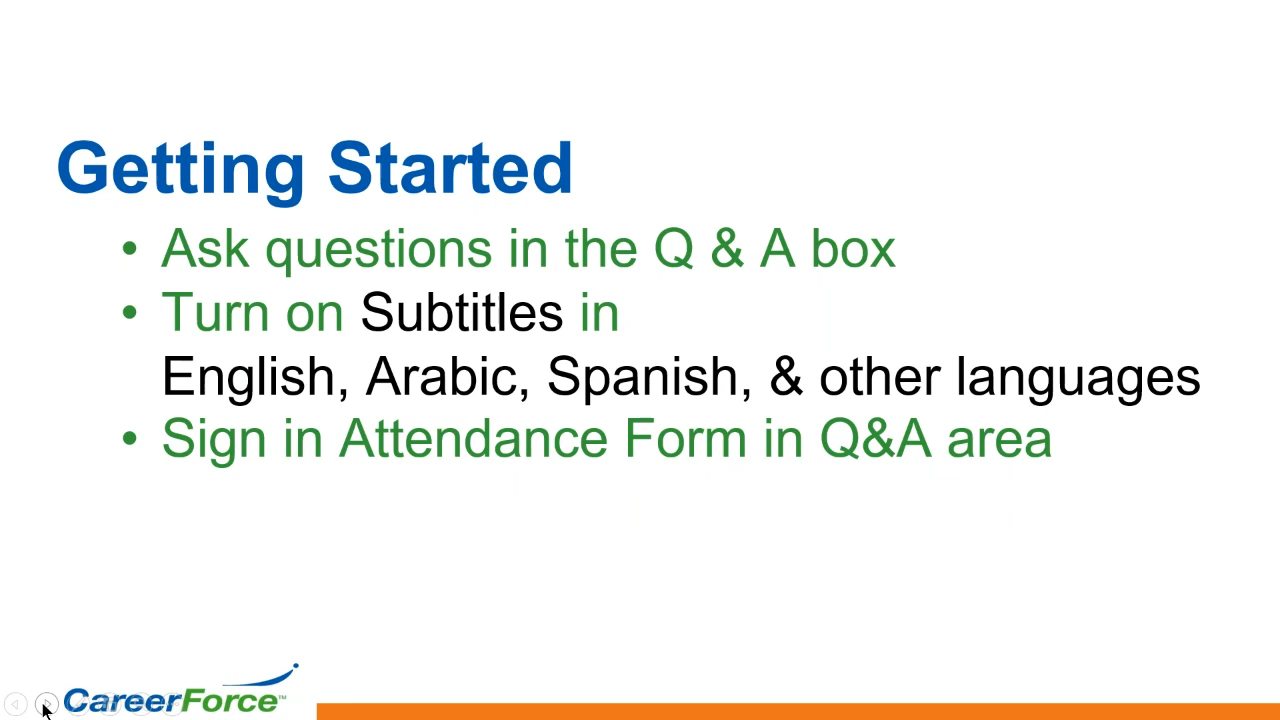 Getting Started
• Ask questions in the Q & A box
• Turn on Subtitles in
English, Arabic, Spanish, & other languages
• Sign in Attendance Form in Q&A area
CareerForce™